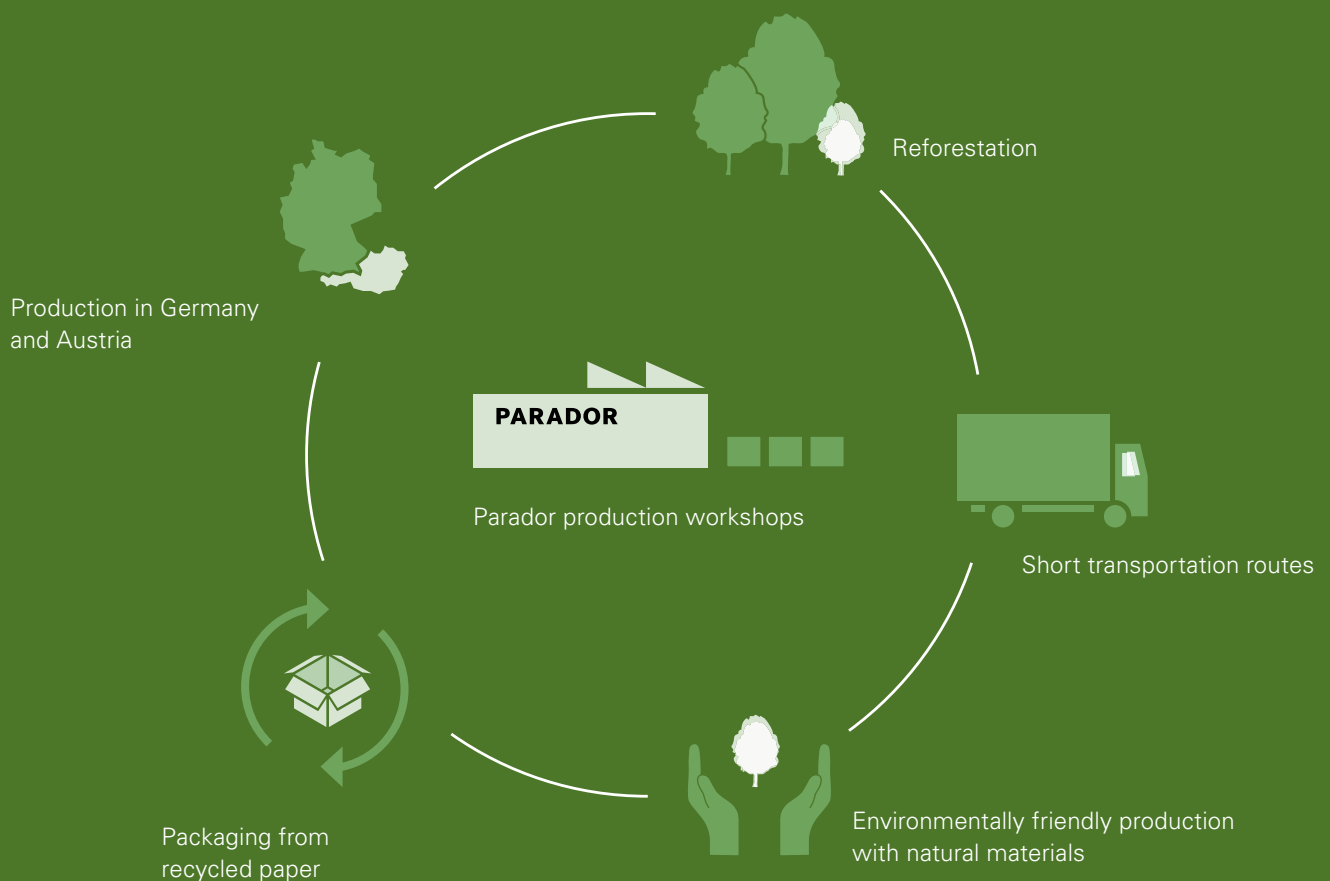 Reforestation
Production in Germany
and Austria
PARADOR
Parador production workshops
Short transportation routes
Environmentally friendly production
with natural materials
Packaging from
recycled paper